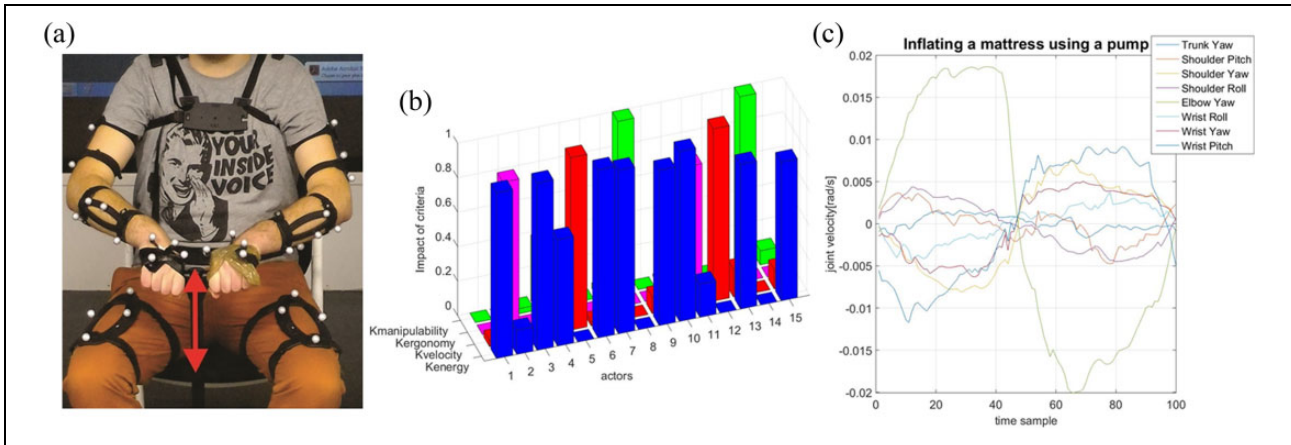 (a)
YOUR
INSIDE
VOICE
(b)
Impact of criteria
1
0.8
0.6
0.4
0.2
0
Kmanipulability
Kergonomy
Kvelocity
Kenergy
1 2 3 4 5 6 7 8 9 10 11 12 13 14 15
actors
(c)
Inflating a mattress using a pump
Trunk Yaw
Shoulder Pitch
Shoulder Yaw
Shoulder Roll
Elbow Yaw
Wrist Roll
Wrist Yaw
Wrist Pitch
joint velocity[rad/s]
0.02
0.015
0.01
0.005
0
-0.005
-0.01
-0.015
-0.02
0 20 40 60 80 100
time sample